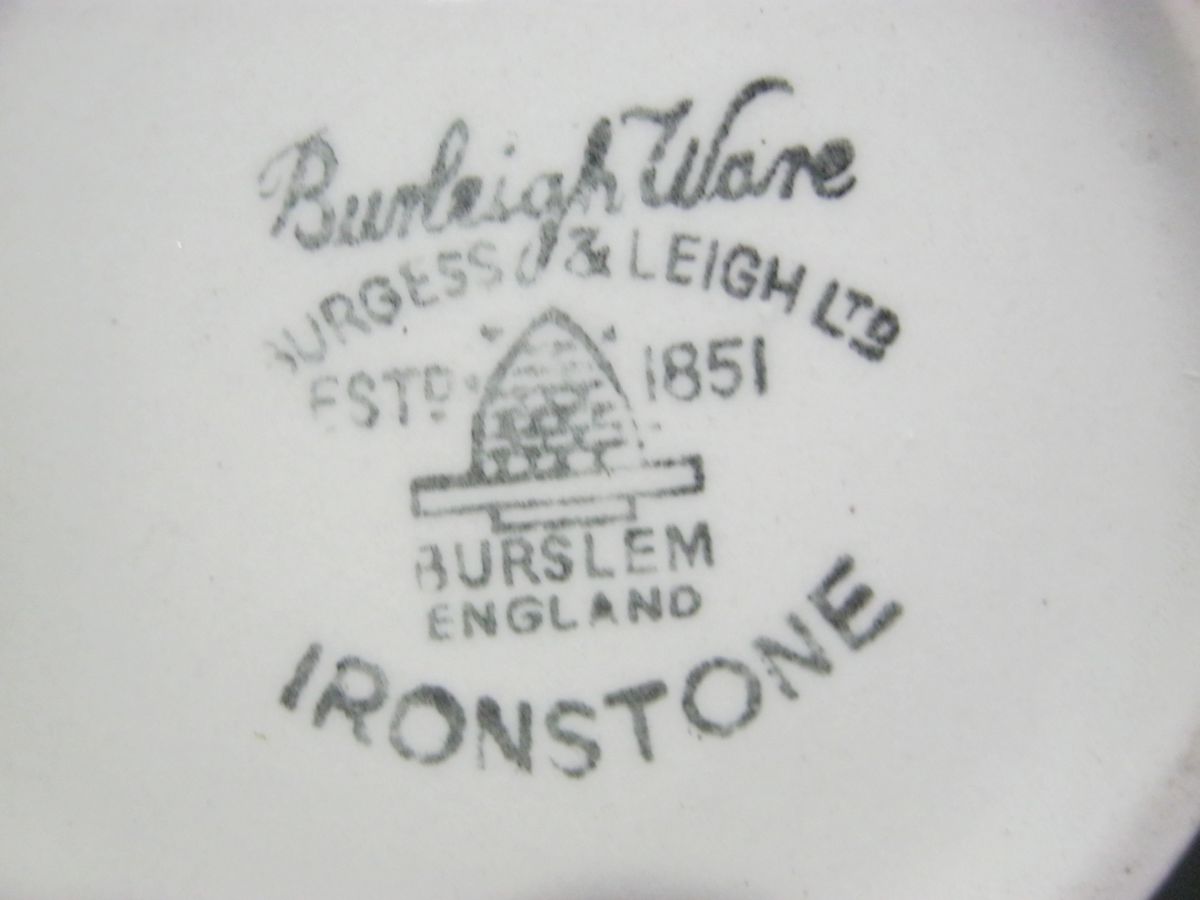 Burleigh Ware
BURGESS & LEIGH LTD
ESTD 1851
BURSLEM
ENGLAND
IRONSTONE